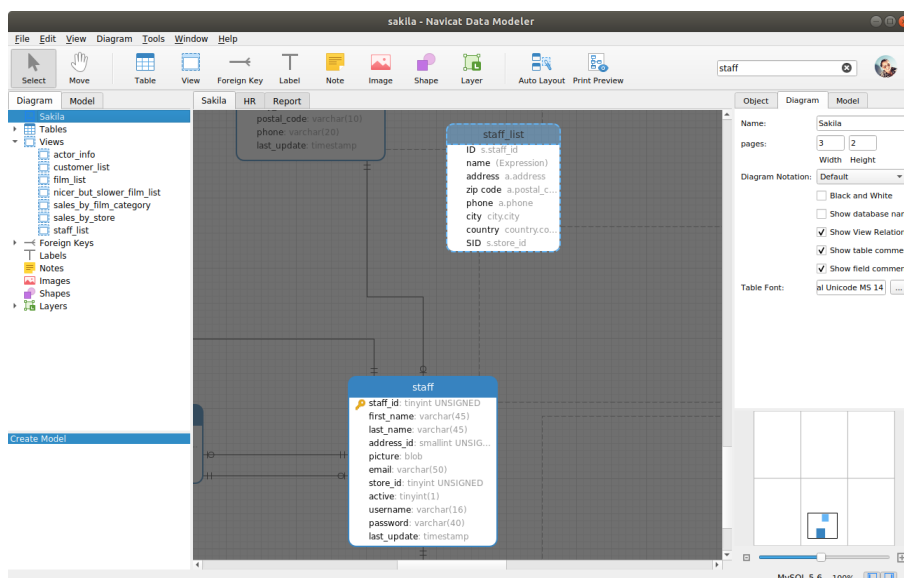 sakila - Navicat Data Modeler
File Edit View Diagram Tools Window Help
Select Move Table View Foreign Key Label Note Image Shape Layer Auto Layout Print Preview
staff
Diagram Model
Sakila HR Report
Object Diagram Model
Sakila
Tables
Views
actor_info
customer_list
film_list
nicer_but_slower_film_list
sales_by_film_category
sales_by_store
staff_list
Foreign Keys
Labels
Notes
Images
Shapes
Layers
Create Model
postal_code: varchar(10)
phone: varchar(20)
last_update: timestamp
staff_list
ID s.staff_id
name (Expression)
address a.address
zip code a.postal_c...
phone a.phone
city city.city
country country.co...
SID s.store_id
staff
staff_id: tinyint UNSIGNED
first_name: varchar(45)
last_name: varchar(45)
address_id: smallint UNSIG...
picture: blob
email: varchar(50)
store_id: tinyint UNSIGNED
active: tinyint(1)
username: varchar(16)
password: varchar(40)
last_update: timestamp
Name: Sakila
pages: 3 2
Width Height
Diagram Notation: Default
Black and White
Show database nar
Show View Relation
Show table comme
Show field commen
Table Font: al Unicode MS 14 ...
MySQL 5.6 100%